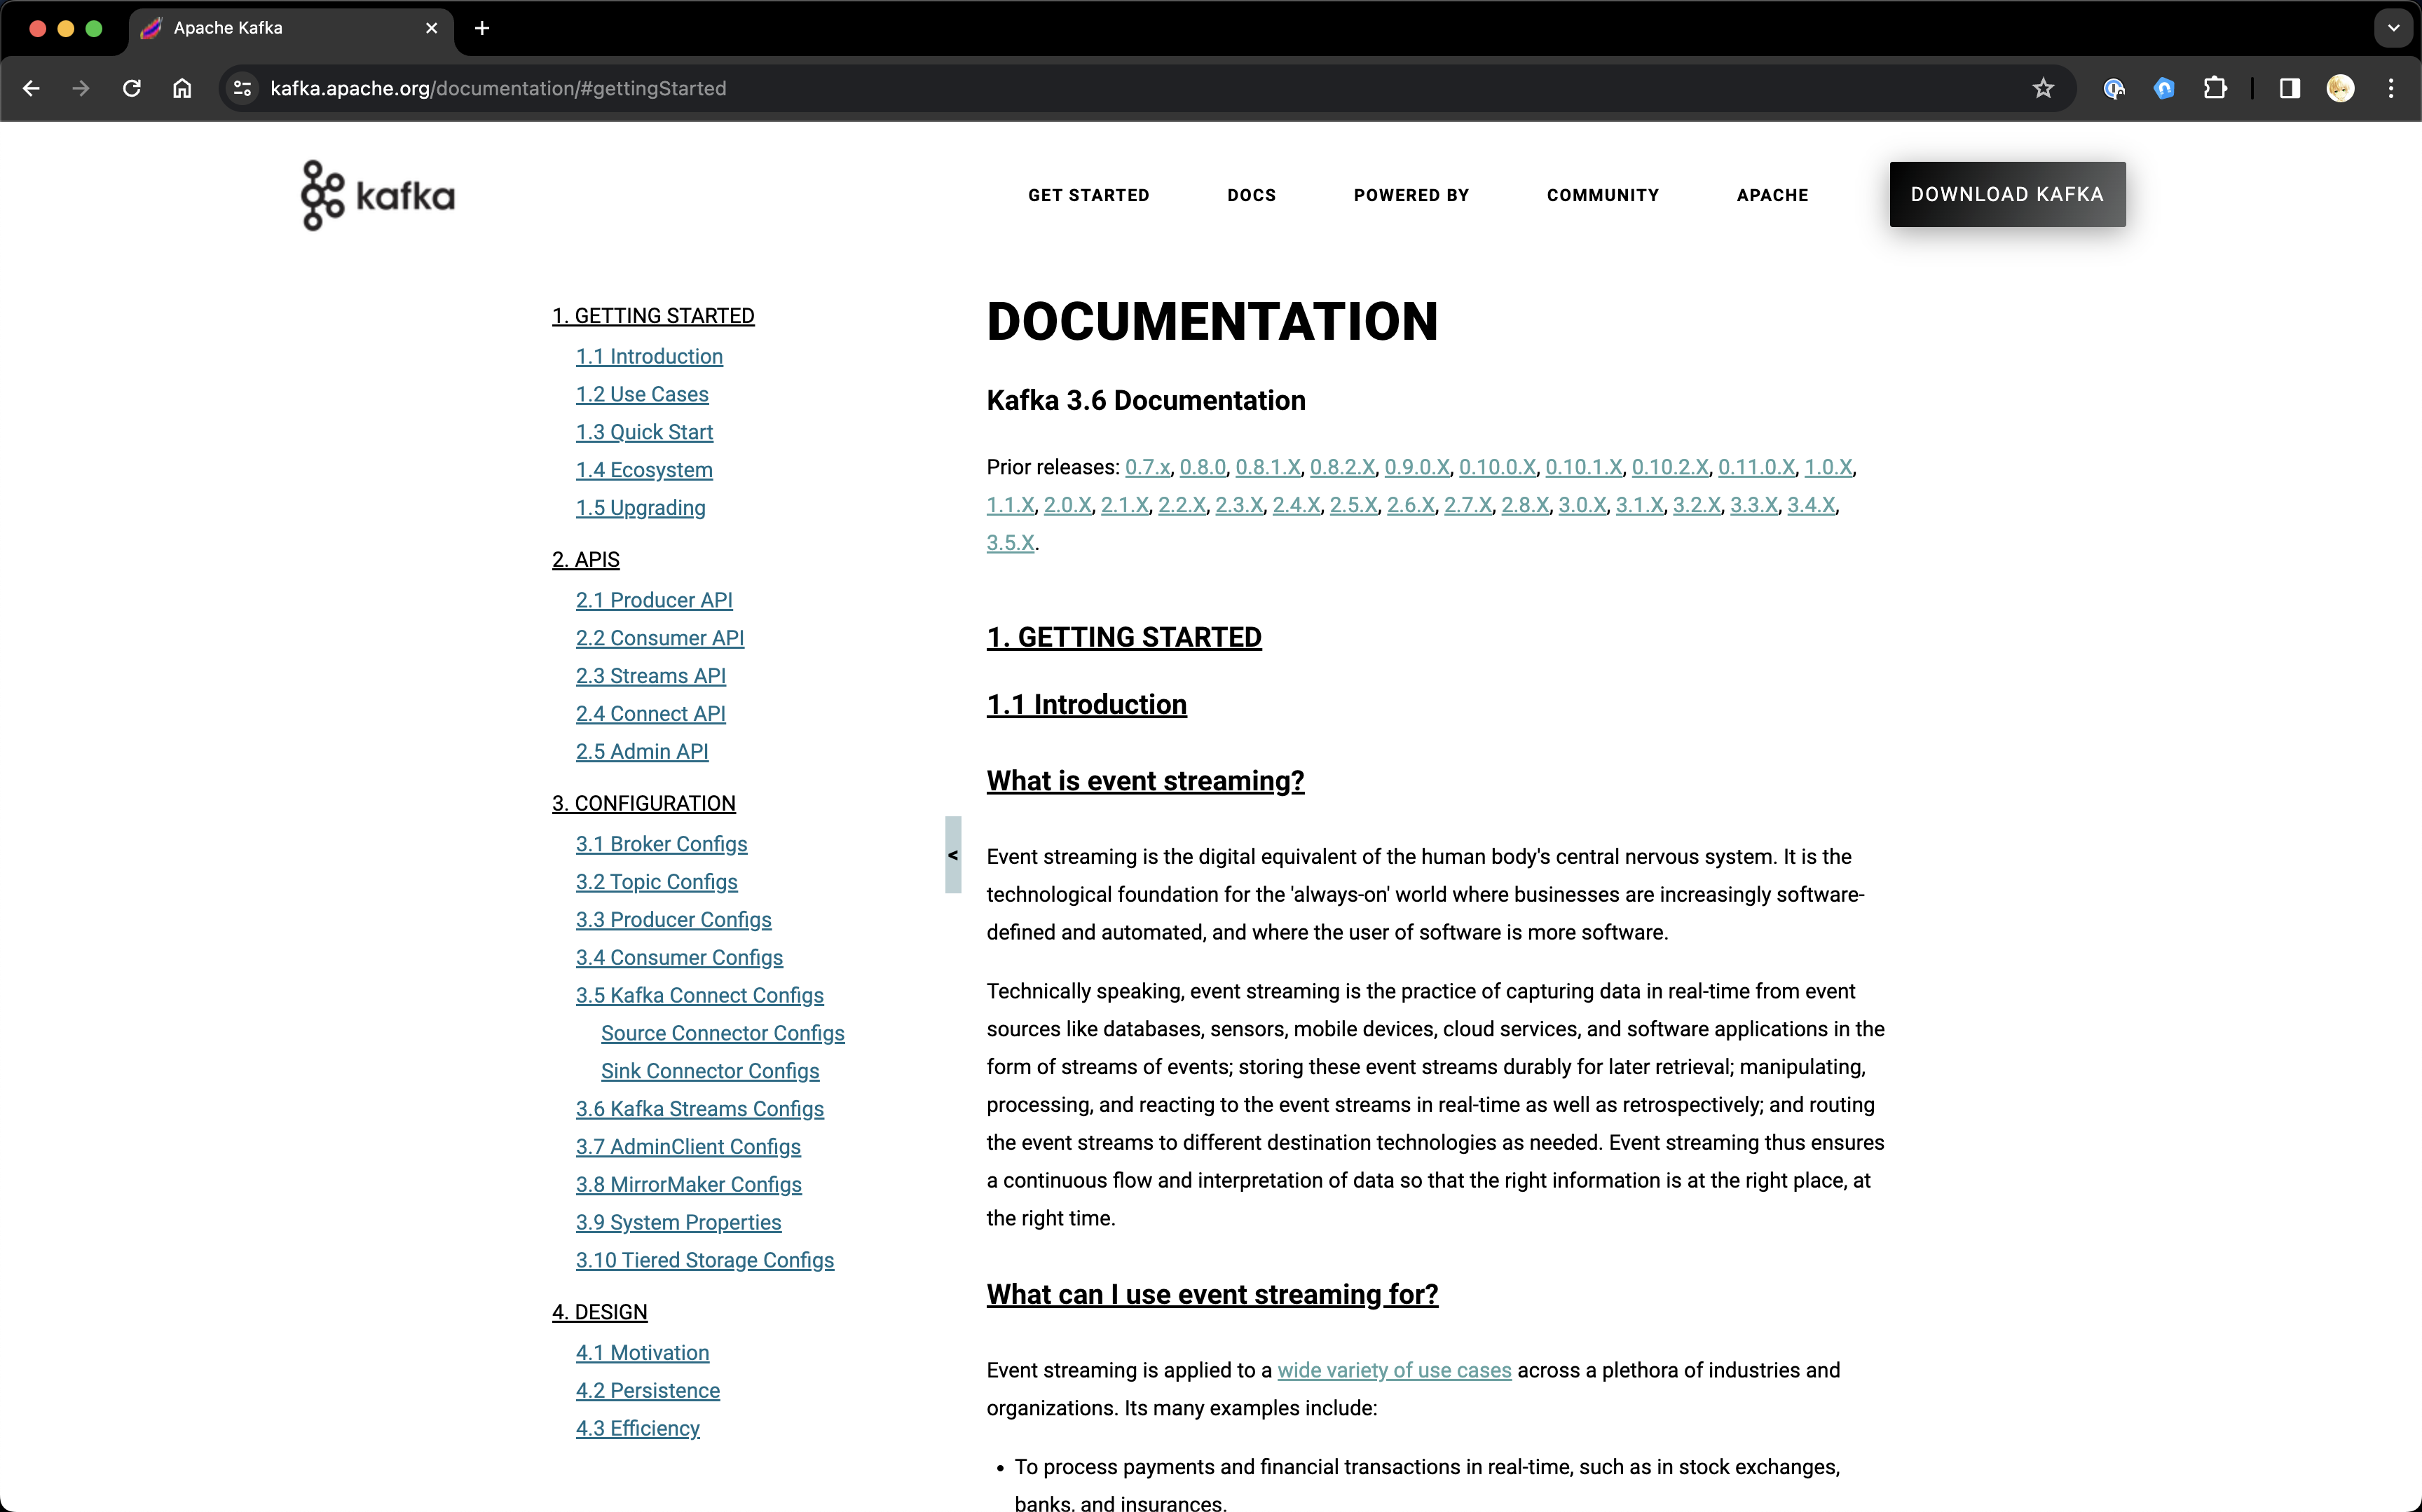 Apache Kafka
kafka.apache.org/documentation/#gettingStarted
kafka
GET STARTED
DOCS
POWERED BY
COMMUNITY
APACHE
DOWNLOAD KAFKA
1. GETTING STARTED
1.1 Introduction
1.2 Use Cases
1.3 Quick Start
1.4 Ecosystem
1.5 Upgrading
2. APIS
2.1 Producer API
2.2 Consumer API
2.3 Streams API
2.4 Connect API
2.5 Admin API
3. CONFIGURATION
3.1 Broker Configs
3.2 Topic Configs
3.3 Producer Configs
3.4 Consumer Configs
3.5 Kafka Connect Configs
Source Connector Configs
Sink Connector Configs
3.6 Kafka Streams Configs
3.7 AdminClient Configs
3.8 MirrorMaker Configs
3.9 System Properties
3.10 Tiered Storage Configs
4. DESIGN
4.1 Motivation
4.2 Persistence
4.3 Efficiency
<
DOCUMENTATION
Kafka 3.6 Documentation
Prior releases: 0.7.x, 0.8.0, 0.8.1.X, 0.8.2.X, 0.9.0.X, 0.10.0.X, 0.10.1.X, 0.10.2.X, 0.11.0.X, 1.0.X,
1.1.X, 2.0.X, 2.1.X, 2.2.X, 2.3.X, 2.4.X, 2.5.X, 2.6.X, 2.7.X, 2.8.X, 3.0.X, 3.1.X, 3.2.X, 3.3.X, 3.4.X,
3.5.X.
1. GETTING STARTED
1.1 Introduction
What is event streaming?
Event streaming is the digital equivalent of the human body's central nervous system. It is the
technological foundation for the 'always-on' world where businesses are increasingly software-
defined and automated, and where the user of software is more software.
Technically speaking, event streaming is the practice of capturing data in real-time from event
sources like databases, sensors, mobile devices, cloud services, and software applications in the
form of streams of events; storing these event streams durably for later retrieval; manipulating,
processing, and reacting to the event streams in real-time as well as retrospectively; and routing
the event streams to different destination technologies as needed. Event streaming thus ensures
a continuous flow and interpretation of data so that the right information is at the right place, at
the right time.
What can I use event streaming for?
Event streaming is applied to a wide variety of use cases across a plethora of industries and
organizations. Its many examples include:
• To process payments and financial transactions in real-time, such as in stock exchanges,
banks, and insurances.